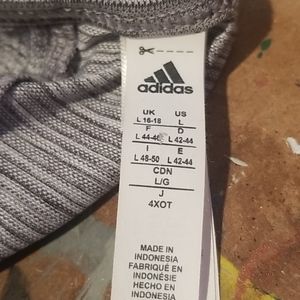 adidas
UK US
L 16-18 L
F D
L 44-46 L 42-44
I E
L 48-50 L 42-44
CDN
L/G
J
4XOT
MADE IN
INDONESIA
FABRIQUÉ EN
INDONÉSIE
HECHO EN
INDONESIA